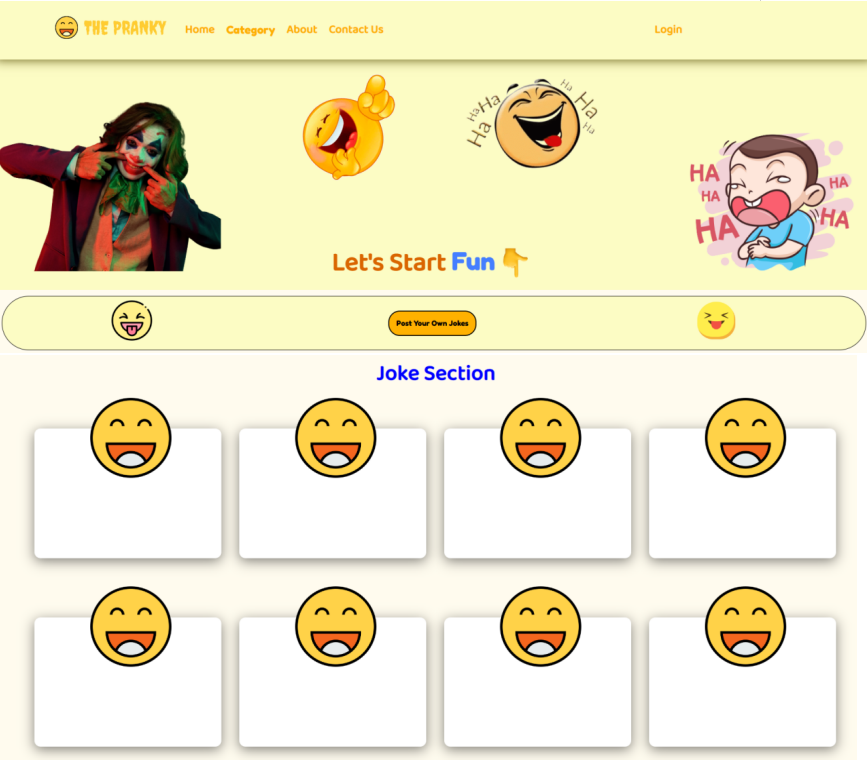 THE PRANKY Home Category About Contact Us Login
Ha Ha Ha Ha Ha Ha
HA HA HA HA HA
Let's Start Fun 👇
Post Your Own Jokes
Joke Section